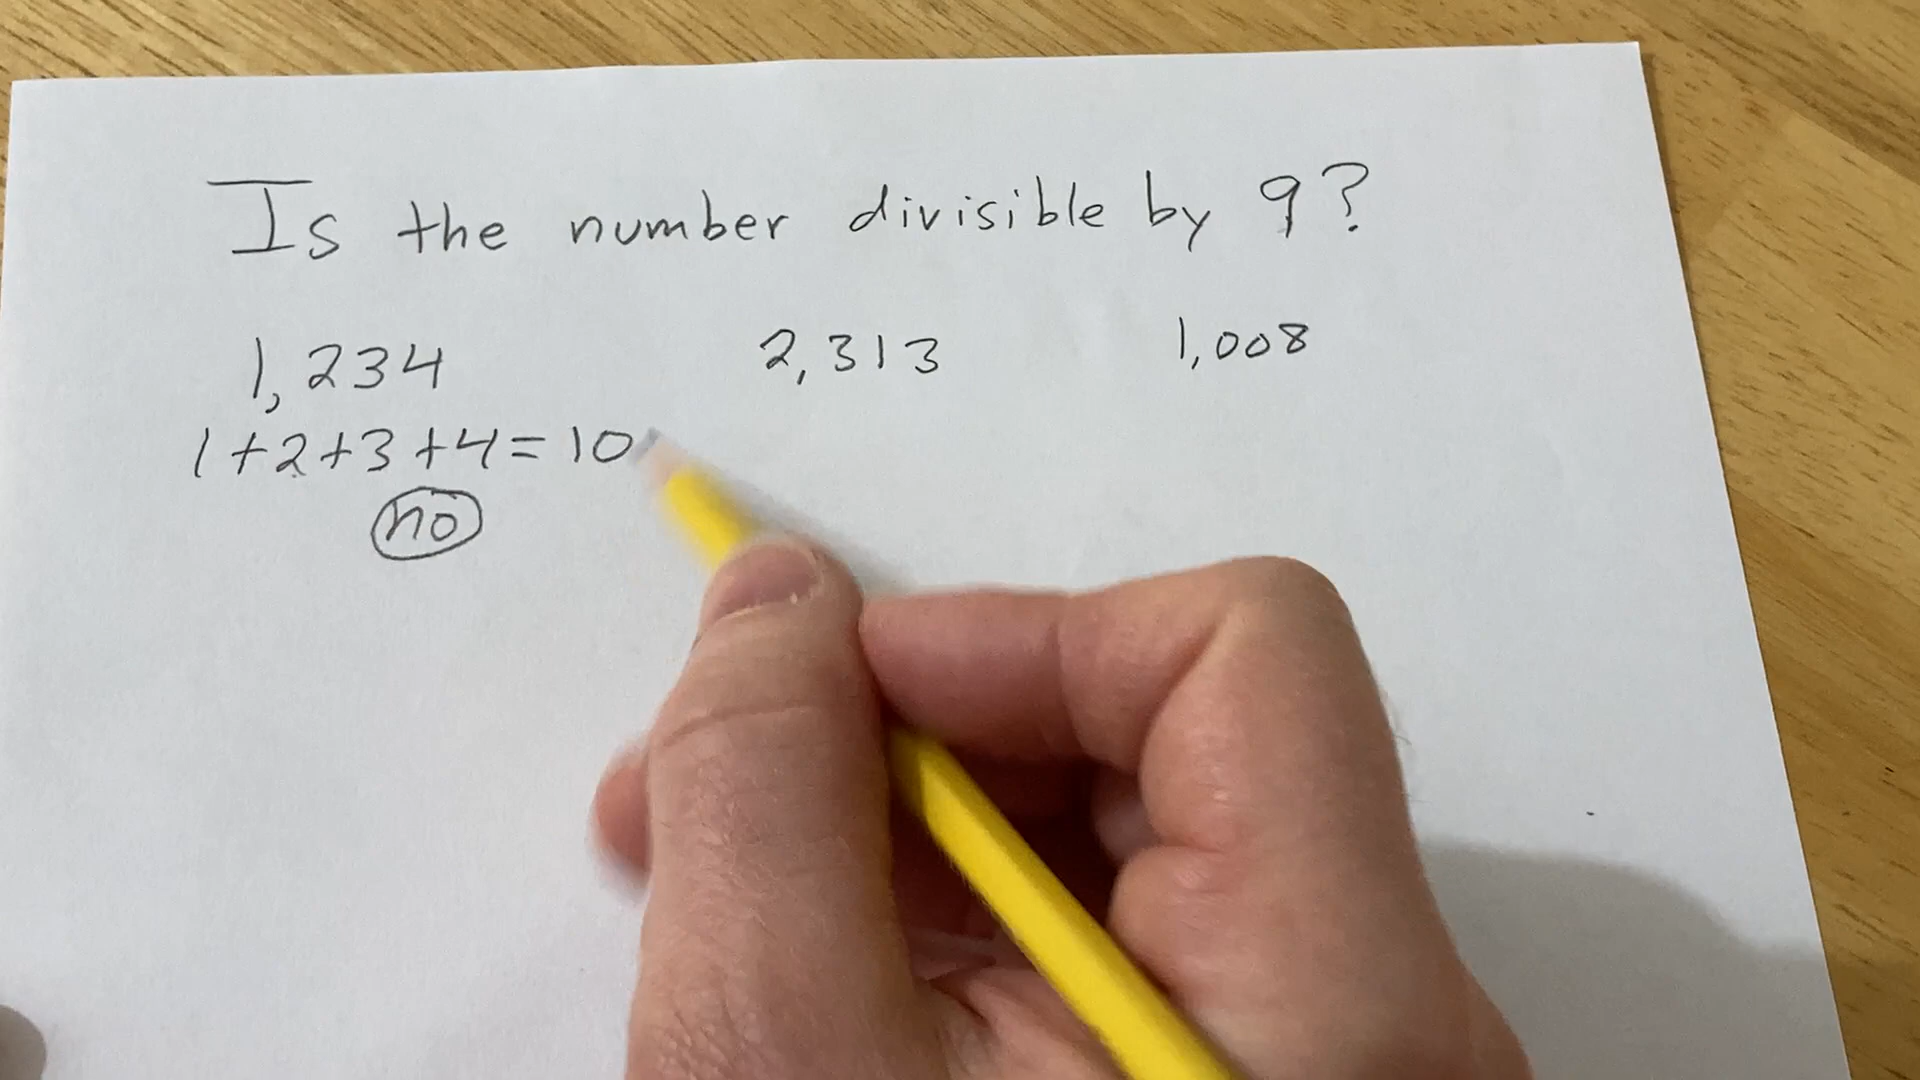 Is the number divisible by 9?
1,234 2,313 1,008
1+2+3+4=10
no